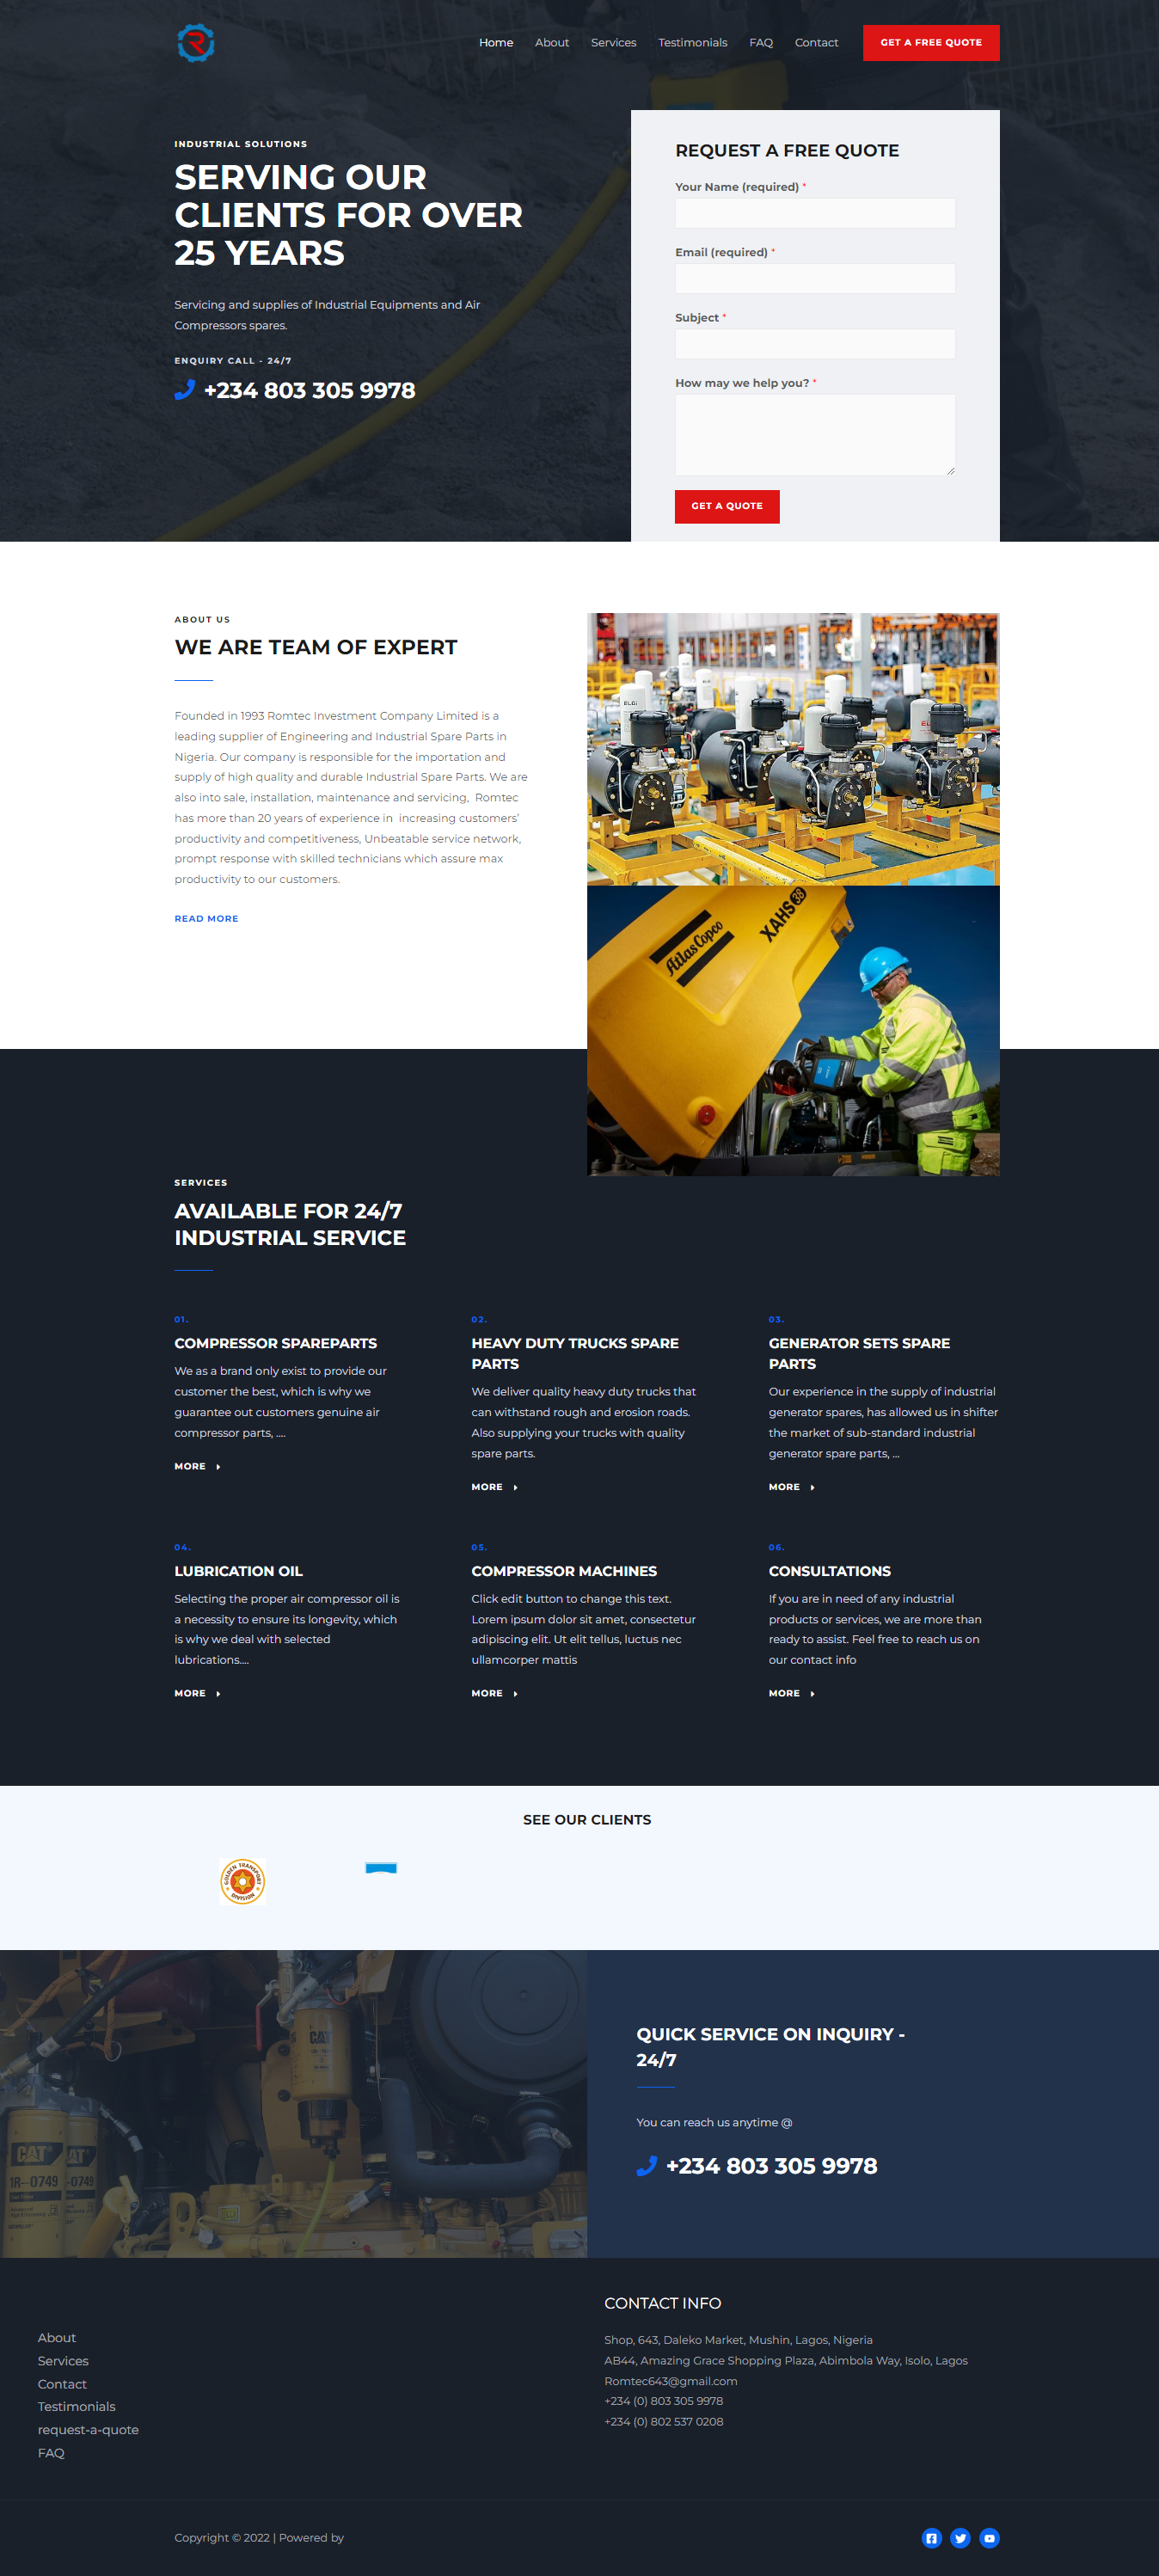 Home About Services Testimonials FAQ Contact GET A FREE QUOTE
INDUSTRIAL SOLUTIONS
SERVING OUR
CLIENTS FOR OVER
25 YEARS
Servicing and supplies of Industrial Equipments and Air
Compressors spares.
ENQUIRY CALL - 24/7
+234 803 305 9978
REQUEST A FREE QUOTE
Your Name (required) *
Email (required) *
Subject *
How may we help you? *
GET A QUOTE
ABOUT US
WE ARE TEAM OF EXPERT
Founded in 1993 Romtec Investment Company Limited is a
leading supplier of Engineering and Industrial Spare Parts in
Nigeria. Our company is responsible for the importation and
supply of high quality and durable Industrial Spare Parts. We are
also into sale, installation, maintenance and servicing, Romtec
has more than 20 years of experience in increasing customers'
productivity and competitiveness, Unbeatable service network,
prompt response with skilled technicians which assure max
productivity to our customers.
READ MORE
ELGi
ELGi
Atlas Copco
XAHS 38
SERVICES
AVAILABLE FOR 24/7
INDUSTRIAL SERVICE
01.
COMPRESSOR SPAREPARTS
We as a brand only exist to provide our
customer the best, which is why we
guarantee out customers genuine air
compressor parts, ....
MORE
02.
HEAVY DUTY TRUCKS SPARE
PARTS
We deliver quality heavy duty trucks that
can withstand rough and erosion roads.
Also supplying your trucks with quality
spare parts.
MORE
03.
GENERATOR SETS SPARE
PARTS
Our experience in the supply of industrial
generator spares, has allowed us in shifter
the market of sub-standard industrial
generator spare parts, ...
MORE
04.
LUBRICATION OIL
Selecting the proper air compressor oil is
a necessity to ensure its longevity, which
is why we deal with selected
lubrications....
MORE
05.
COMPRESSOR MACHINES
Click edit button to change this text.
Lorem ipsum dolor sit amet, consectetur
adipiscing elit. Ut elit tellus, luctus nec
ullamcorper mattis
MORE
06.
CONSULTATIONS
If you are in need of any industrial
products or services, we are more than
ready to assist. Feel free to reach us on
our contact info
MORE
SEE OUR CLIENTS
GOLDEN TRANSPORT
DIVISION
CAT
CAT
CAT
1R-0749
-0749
QUICK SERVICE ON INQUIRY -
24/7
You can reach us anytime @
+234 803 305 9978
About
Services
Contact
Testimonials
request-a-quote
FAQ
CONTACT INFO
Shop, 643, Daleko Market, Mushin, Lagos, Nigeria
AB44, Amazing Grace Shopping Plaza, Abimbola Way, Isolo, Lagos
Romtec643@gmail.com
+234 (0) 803 305 9978
+234 (0) 802 537 0208
Copyright © 2022 | Powered by